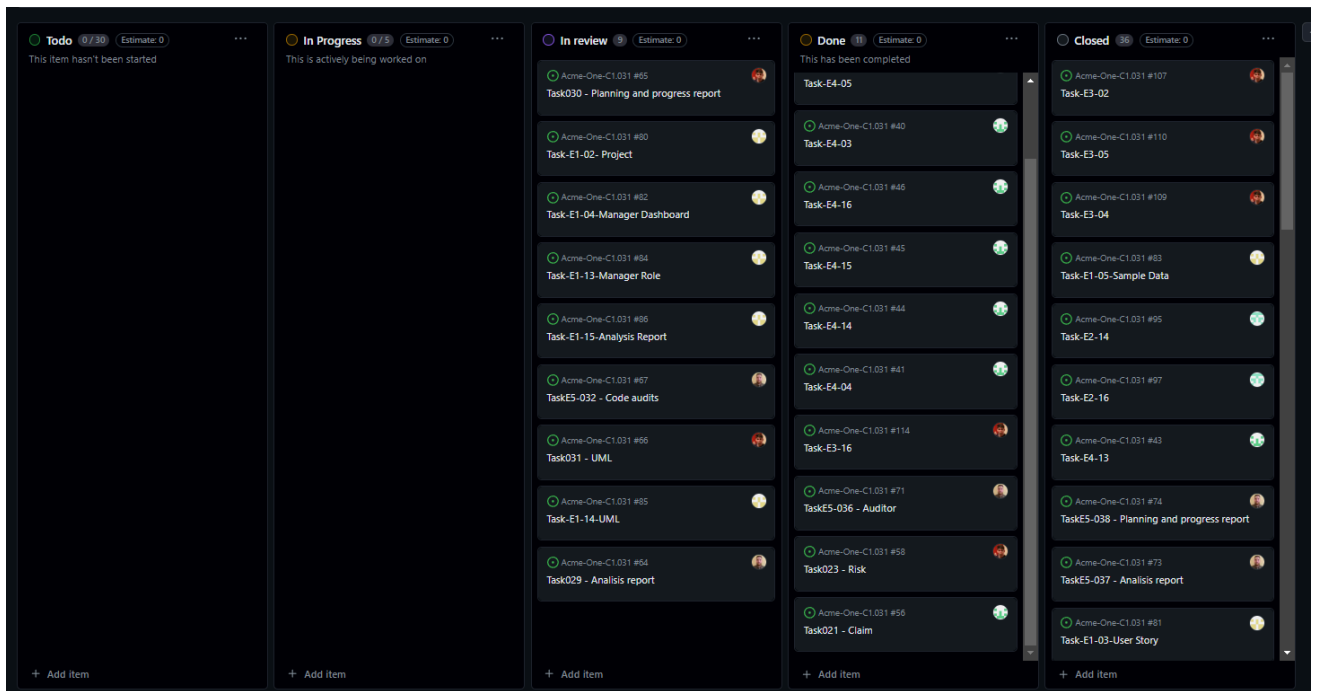 Todo 0 / 30 Estimate: 0 ...
This item hasn't been started
+ Add item
In Progress 0 / 5 Estimate: 0 ...
This is actively being worked on
+ Add item
In review 9 Estimate: 0 ...
Acme-One-C1.031 #65
Task030 - Planning and progress report
Acme-One-C1.031 #80
Task-E1-02- Project
Acme-One-C1.031 #82
Task-E1-04-Manager Dashboard
Acme-One-C1.031 #84
Task-E1-13-Manager Role
Acme-One-C1.031 #86
Task-E1-15-Analysis Report
Acme-One-C1.031 #67
TaskE5-032 - Code audits
Acme-One-C1.031 #66
Task031 - UML
Acme-One-C1.031 #85
Task-E1-14-UML
Acme-One-C1.031 #64
Task029 - Analisis report
+ Add item
Done 11 Estimate: 0 ...
This has been completed
Task-E4-05
Acme-One-C1.031 #40
Task-E4-03
Acme-One-C1.031 #46
Task-E4-16
Acme-One-C1.031 #45
Task-E4-15
Acme-One-C1.031 #44
Task-E4-14
Acme-One-C1.031 #41
Task-E4-04
Acme-One-C1.031 #114
Task-E3-16
Acme-One-C1.031 #71
TaskE5-036 - Auditor
Acme-One-C1.031 #58
Task023 - Risk
Acme-One-C1.031 #56
Task021 - Claim
+ Add item
Closed 36 Estimate: 0 ...
Acme-One-C1.031 #107
Task-E3-02
Acme-One-C1.031 #110
Task-E3-05
Acme-One-C1.031 #109
Task-E3-04
Acme-One-C1.031 #83
Task-E1-05-Sample Data
Acme-One-C1.031 #95
Task-E2-14
Acme-One-C1.031 #97
Task-E2-16
Acme-One-C1.031 #43
Task-E4-13
Acme-One-C1.031 #74
TaskE5-038 - Planning and progress report
Acme-One-C1.031 #73
TaskE5-037 - Analisis report
Acme-One-C1.031 #81
Task-E1-03-User Story
+ Add item